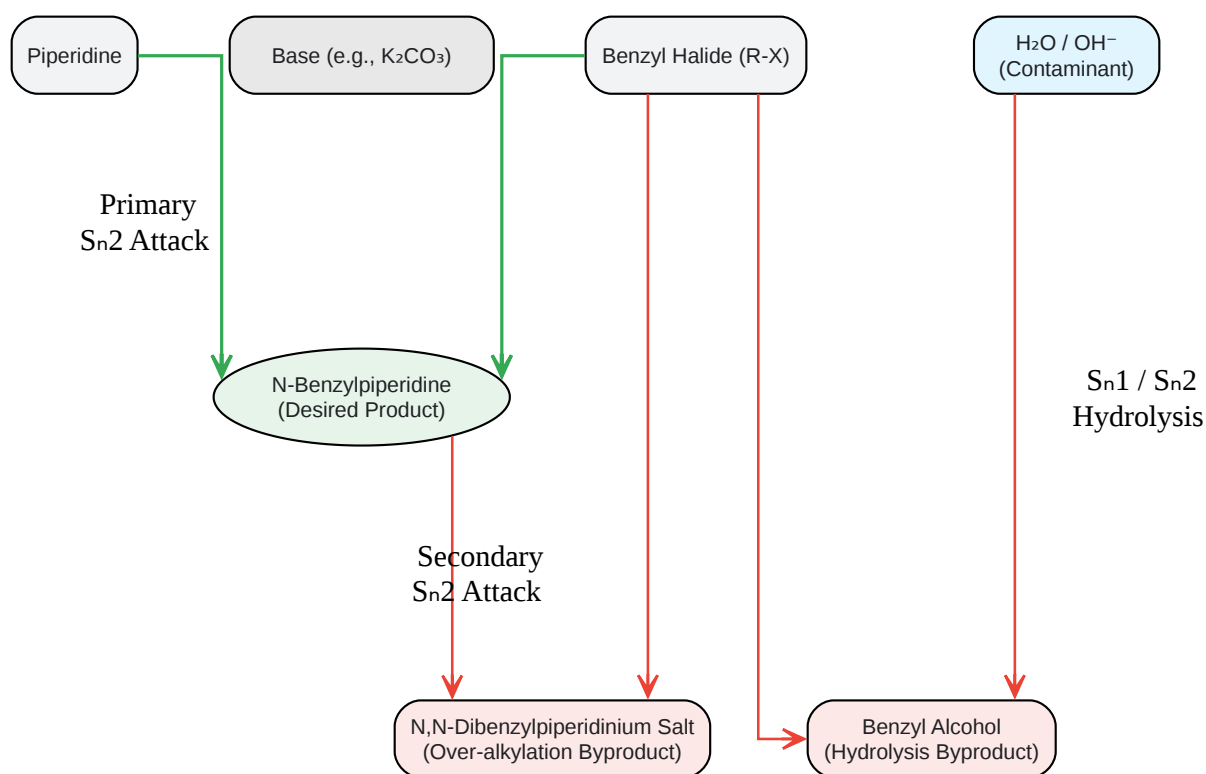 Piperidine
Base (e.g., K₂CO₃)
Benzyl Halide (R-X)
H₂O / OH⁻
(Contaminant)
Primary
Sₙ2 Attack
N-Benzylpiperidine
(Desired Product)
Sₙ1 / Sₙ2
Hydrolysis
Secondary
Sₙ2 Attack
N,N-Dibenzylpiperidinium Salt
(Over-alkylation Byproduct)
Benzyl Alcohol
(Hydrolysis Byproduct)